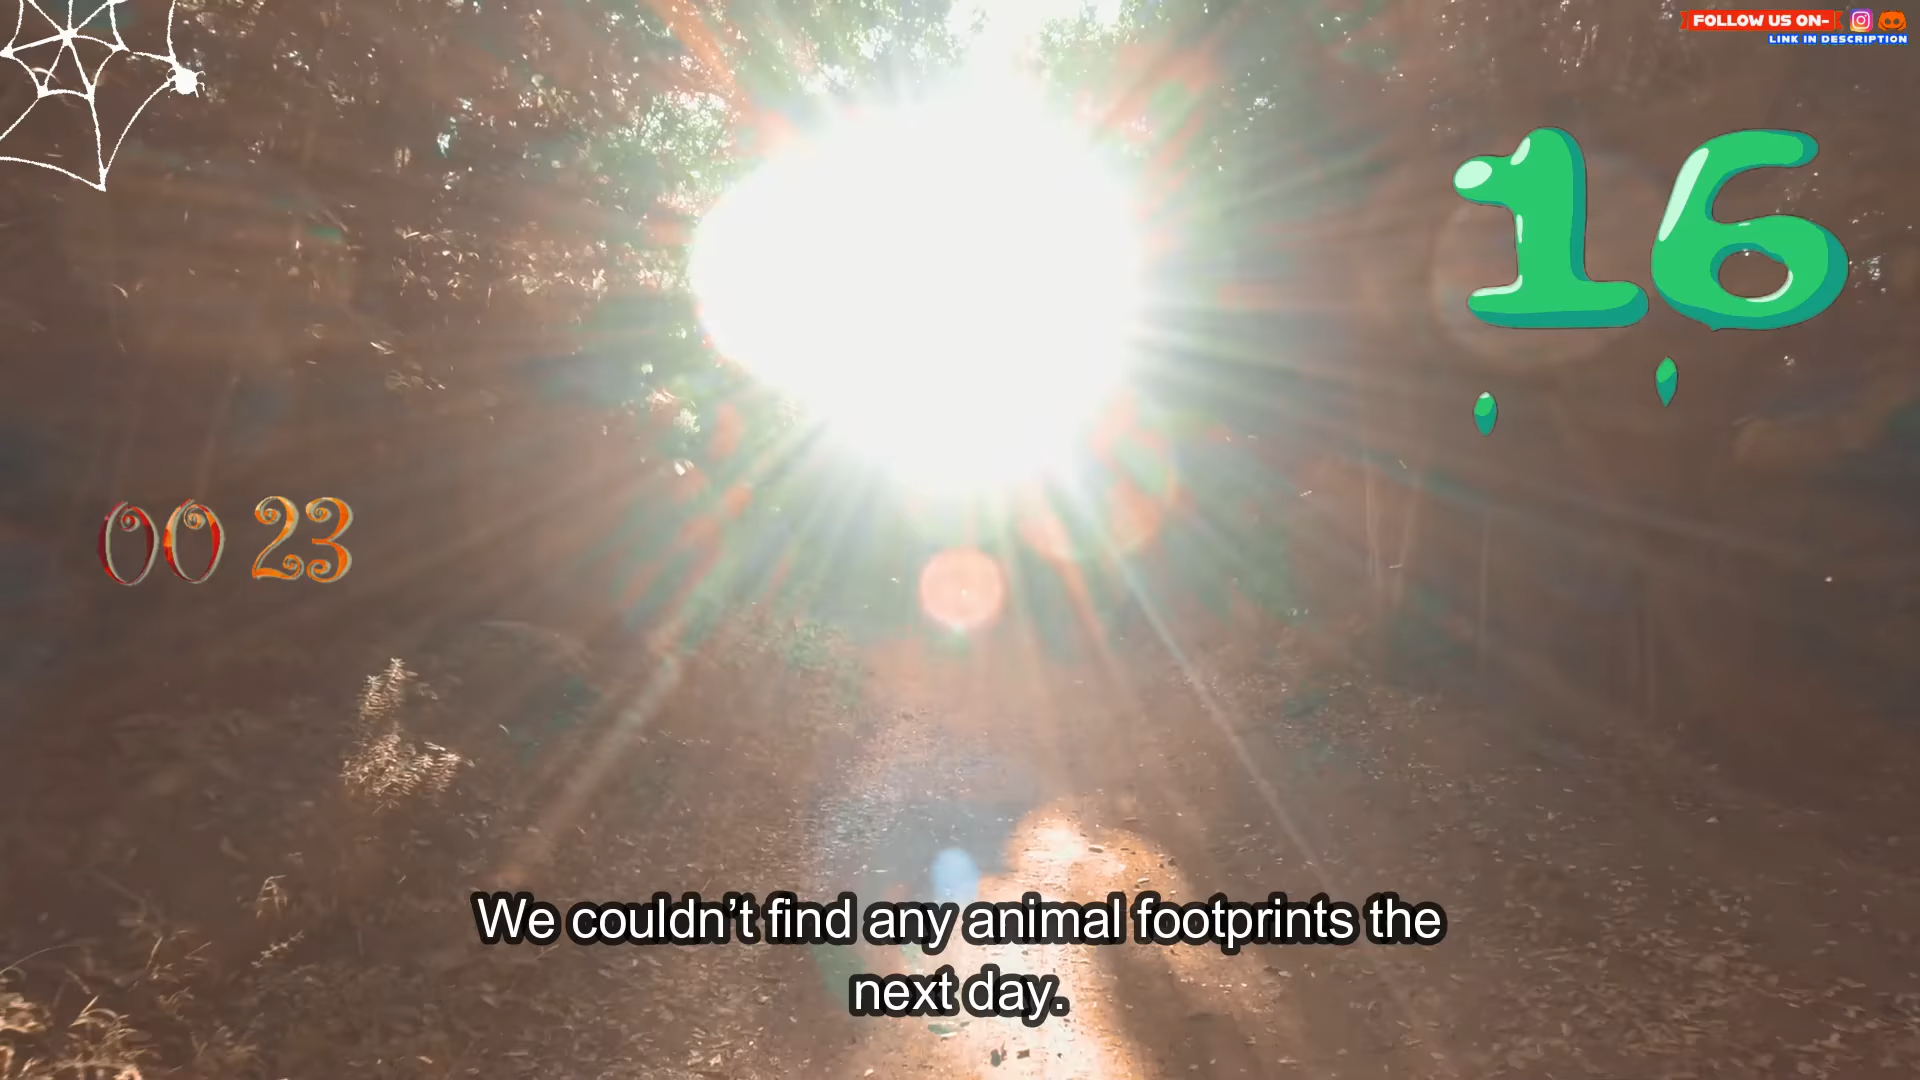 FOLLOW US ON-
LINK IN DESCRIPTION
16
00 23
We couldn't find any animal footprints the
next day.